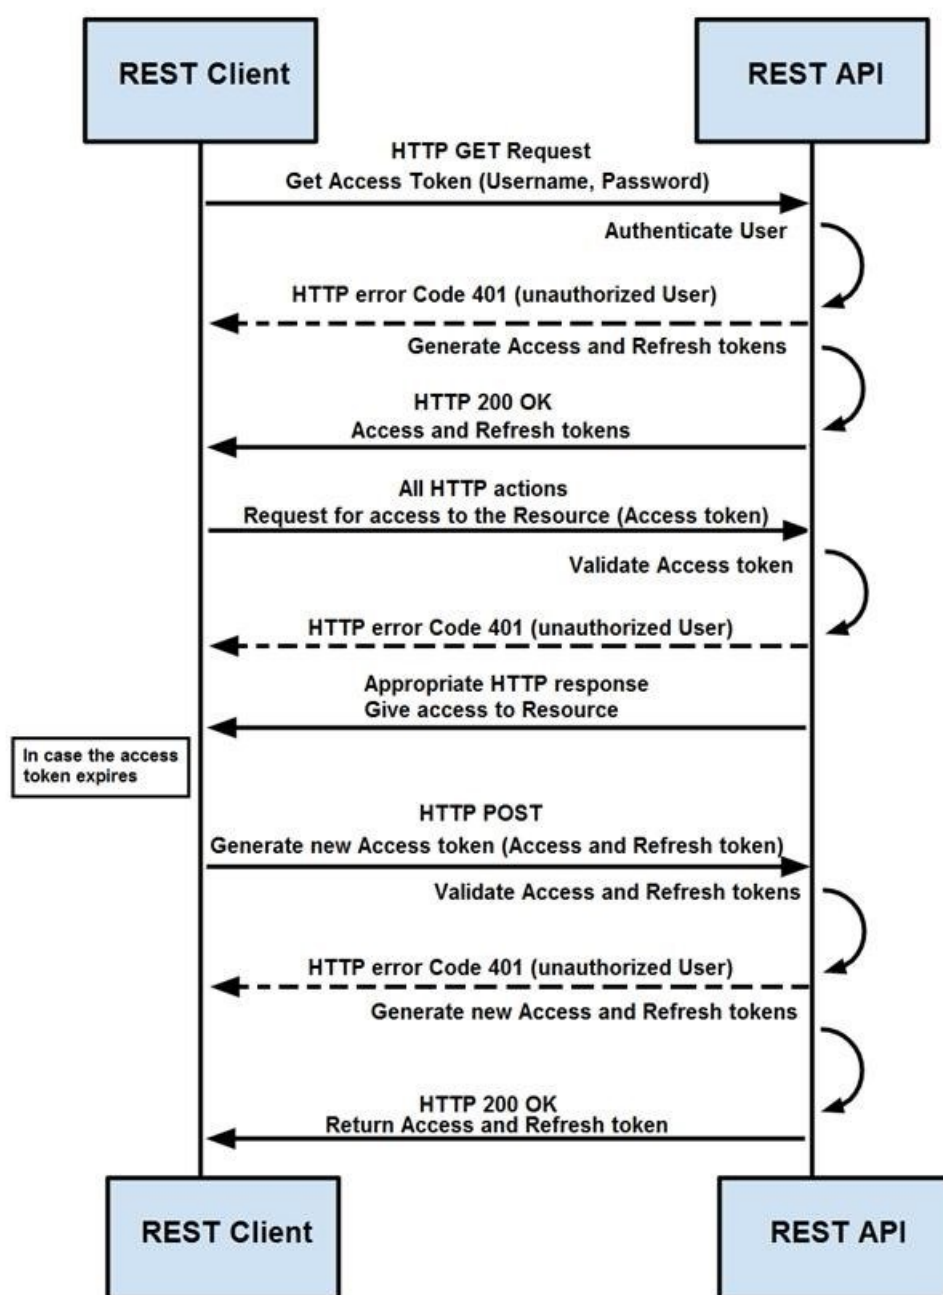 REST Client
REST API
HTTP GET Request
Get Access Token (Username, Password)
Authenticate User
HTTP error Code 401 (unauthorized User)
Generate Access and Refresh tokens
HTTP 200 OK
Access and Refresh tokens
All HTTP actions
Request for access to the Resource (Access token)
Validate Access token
HTTP error Code 401 (unauthorized User)
Appropriate HTTP response
Give access to Resource
In case the access
token expires
HTTP POST
Generate new Access token (Access and Refresh token)
Validate Access and Refresh tokens
HTTP error Code 401 (unauthorized User)
Generate new Access and Refresh tokens
HTTP 200 OK
Return Access and Refresh token
REST Client
REST API